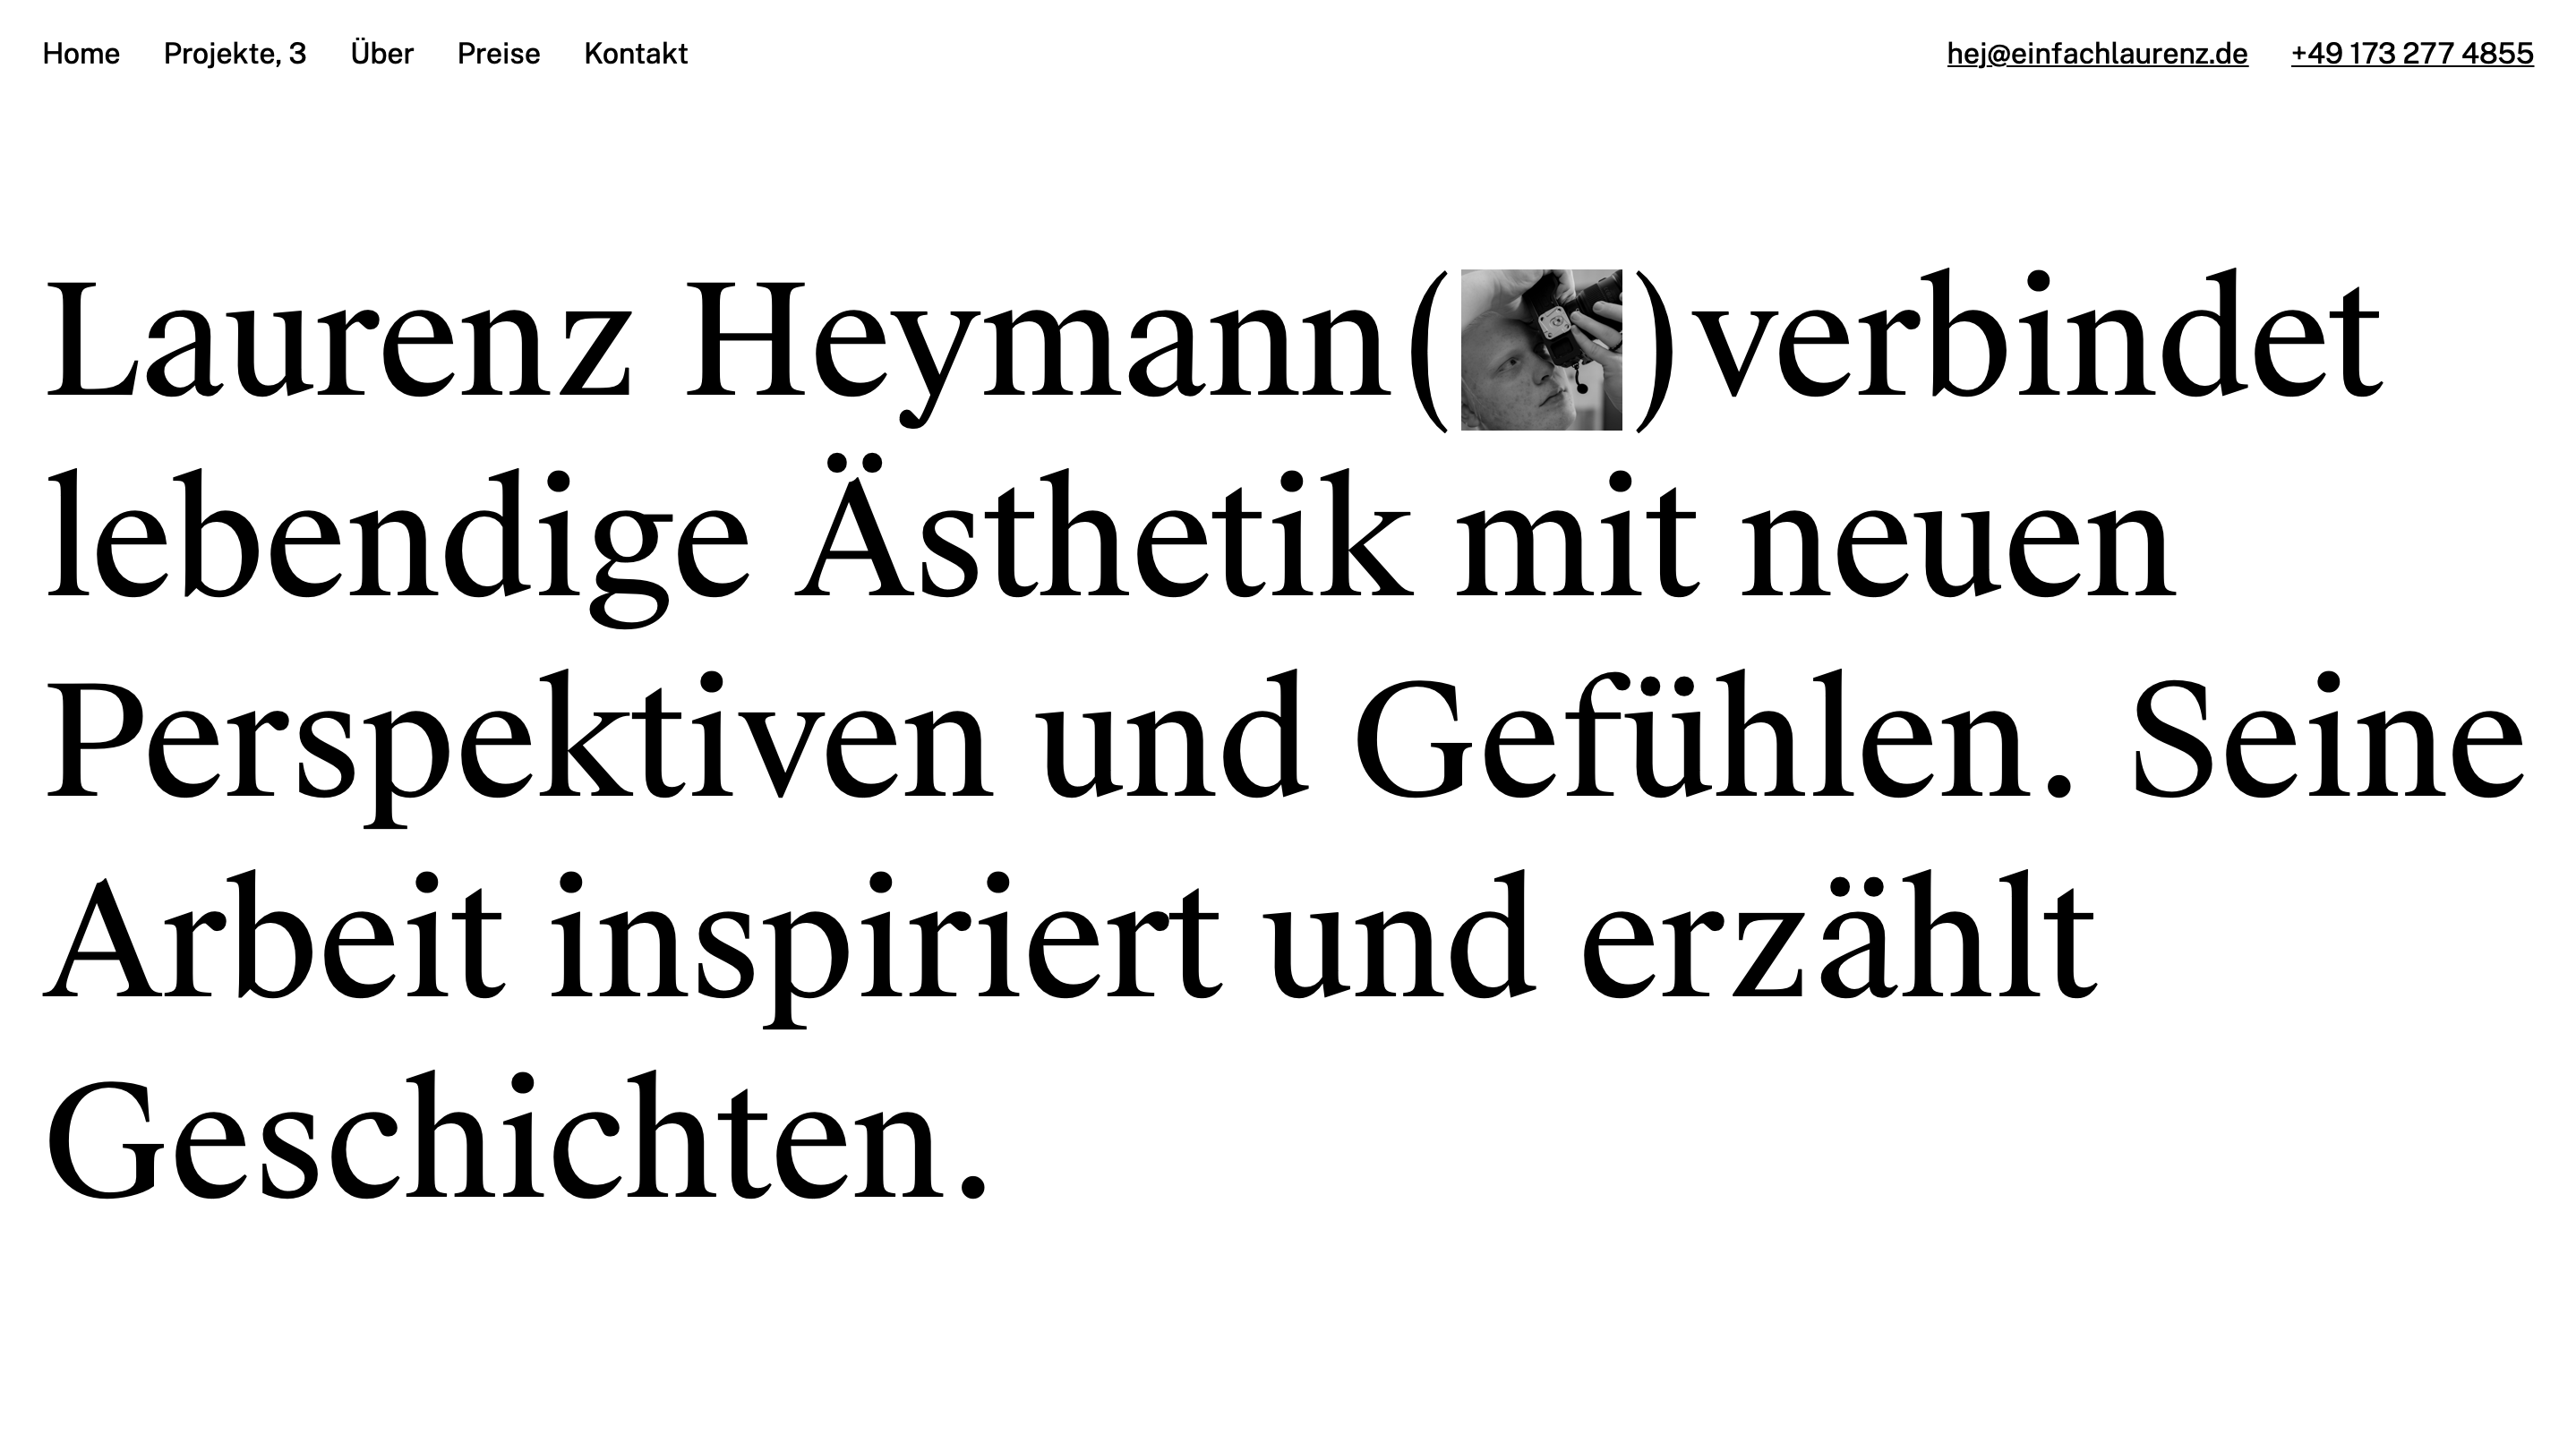 Home Projekte, 3 Über Preise Kontakt hej@einfachlaurenz.de +49 173 277 4855
Laurenz Heymann( )verbindet
lebendige Ästhetik mit neuen
Perspektiven und Gefühlen. Seine
Arbeit inspiriert und erzählt
Geschichten.